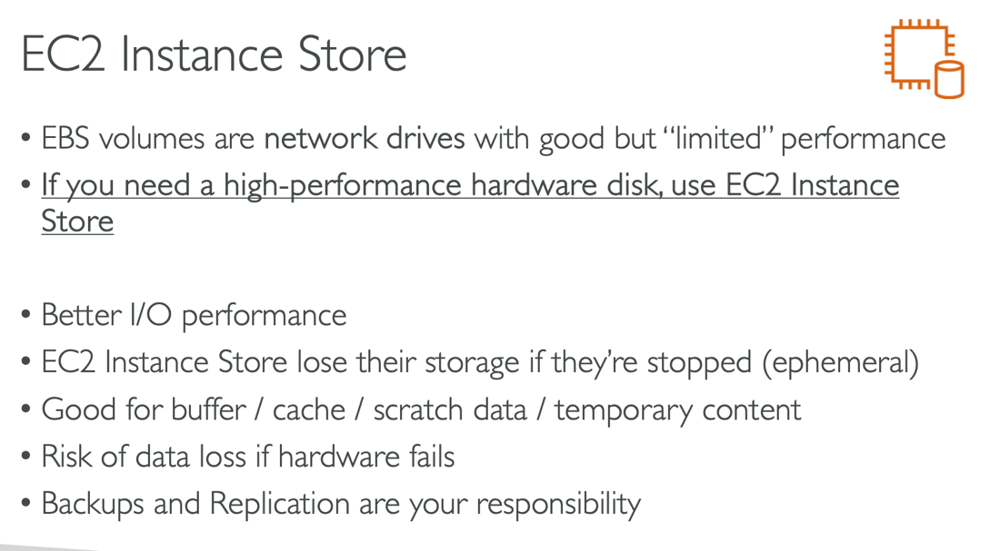 EC2 Instance Store
• EBS volumes are network drives with good but “limited” performance
• If you need a high-performance hardware disk, use EC2 Instance
Store
• Better I/O performance
• EC2 Instance Store lose their storage if they’re stopped (ephemeral)
• Good for buffer / cache / scratch data / temporary content
• Risk of data loss if hardware fails
• Backups and Replication are your responsibility